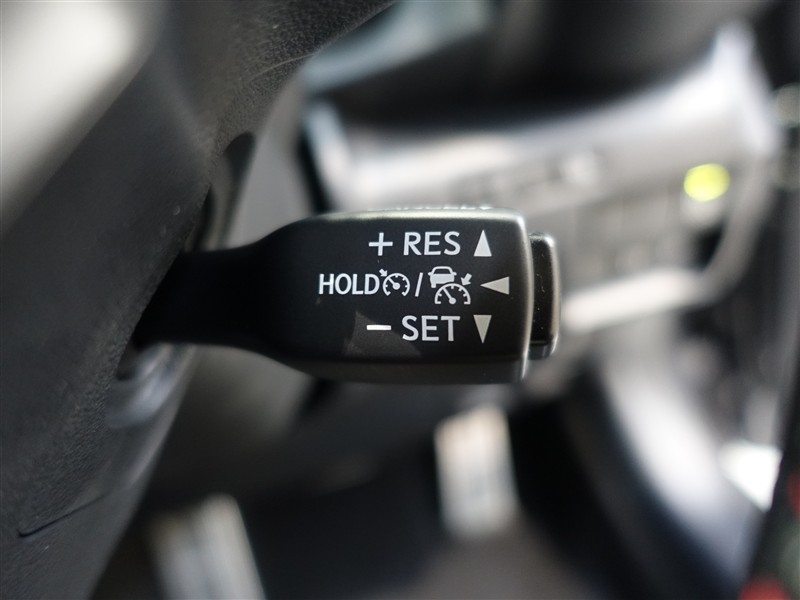 + RES
HOLD /
− SET